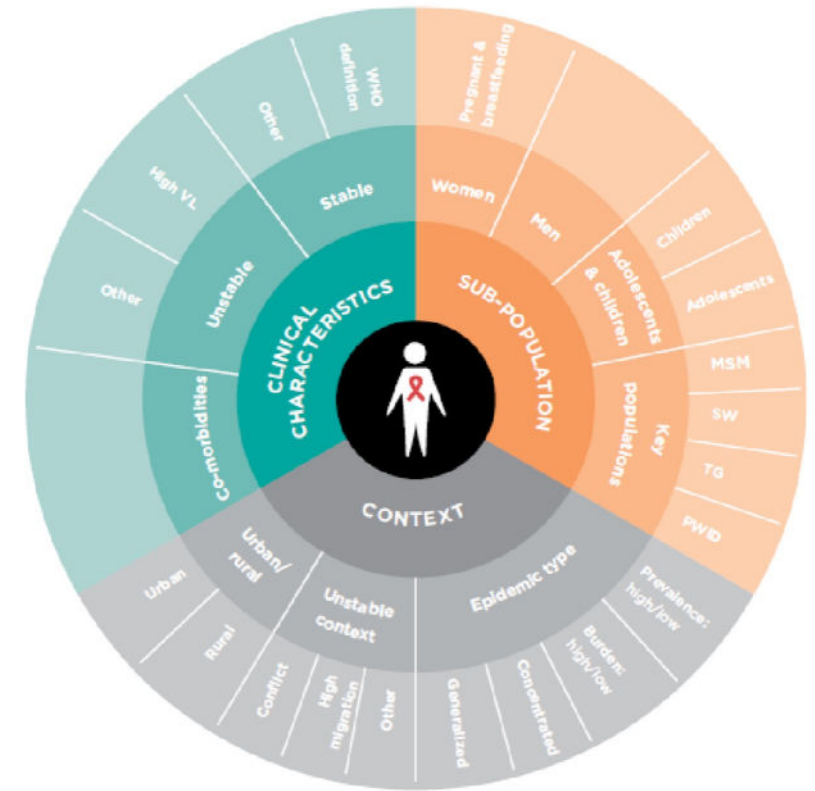 CLINICAL
CHARACTERISTICS
Stable
WHO
definition
Other
Unstable
High VL
Other
Co-morbidities
SUB-POPULATION
Women
Pregnant &
breastfeeding
Men
Adolescents
& children
Children
Adolescents
Key
populations
MSM
SW
TG
PWID
CONTEXT
Urban/
rural
Urban
Rural
Unstable
context
Conflict
High
migration
Other
Epidemic type
Generalized
Concentrated
Burden:
high/low
Prevalence:
high/low